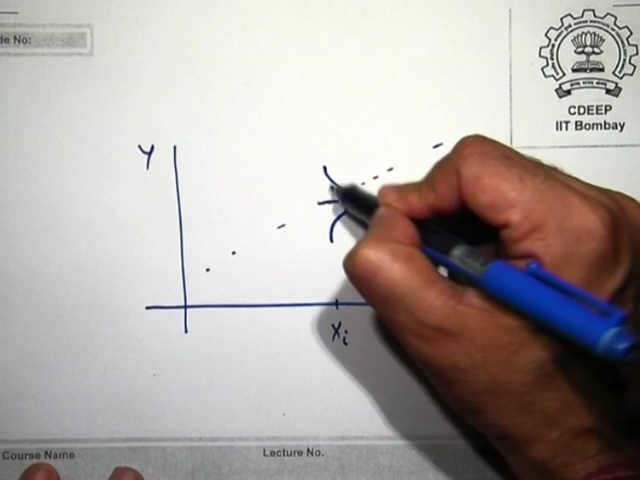 de No:
CDEEP
IIT Bombay
Y
Xi
Course Name
Lecture No.